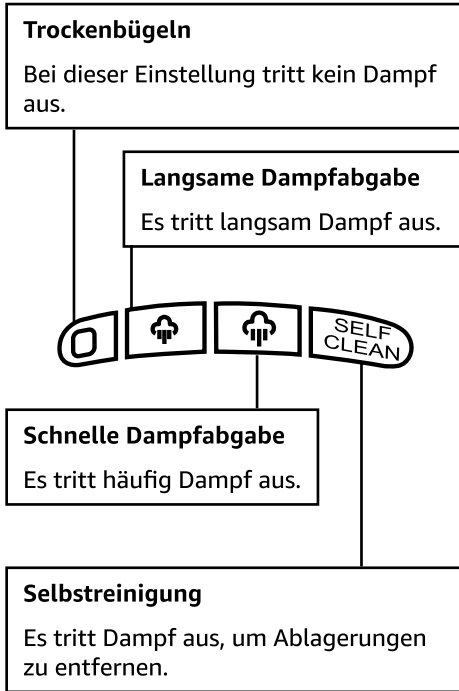 Trockenbügeln
Bei dieser Einstellung tritt kein Dampf
aus.
Langsame Dampfabgabe
Es tritt langsam Dampf aus.
SELF
CLEAN
Schnelle Dampfabgabe
Es tritt häufig Dampf aus.
Selbstreinigung
Es tritt Dampf aus, um Ablagerungen
zu entfernen.